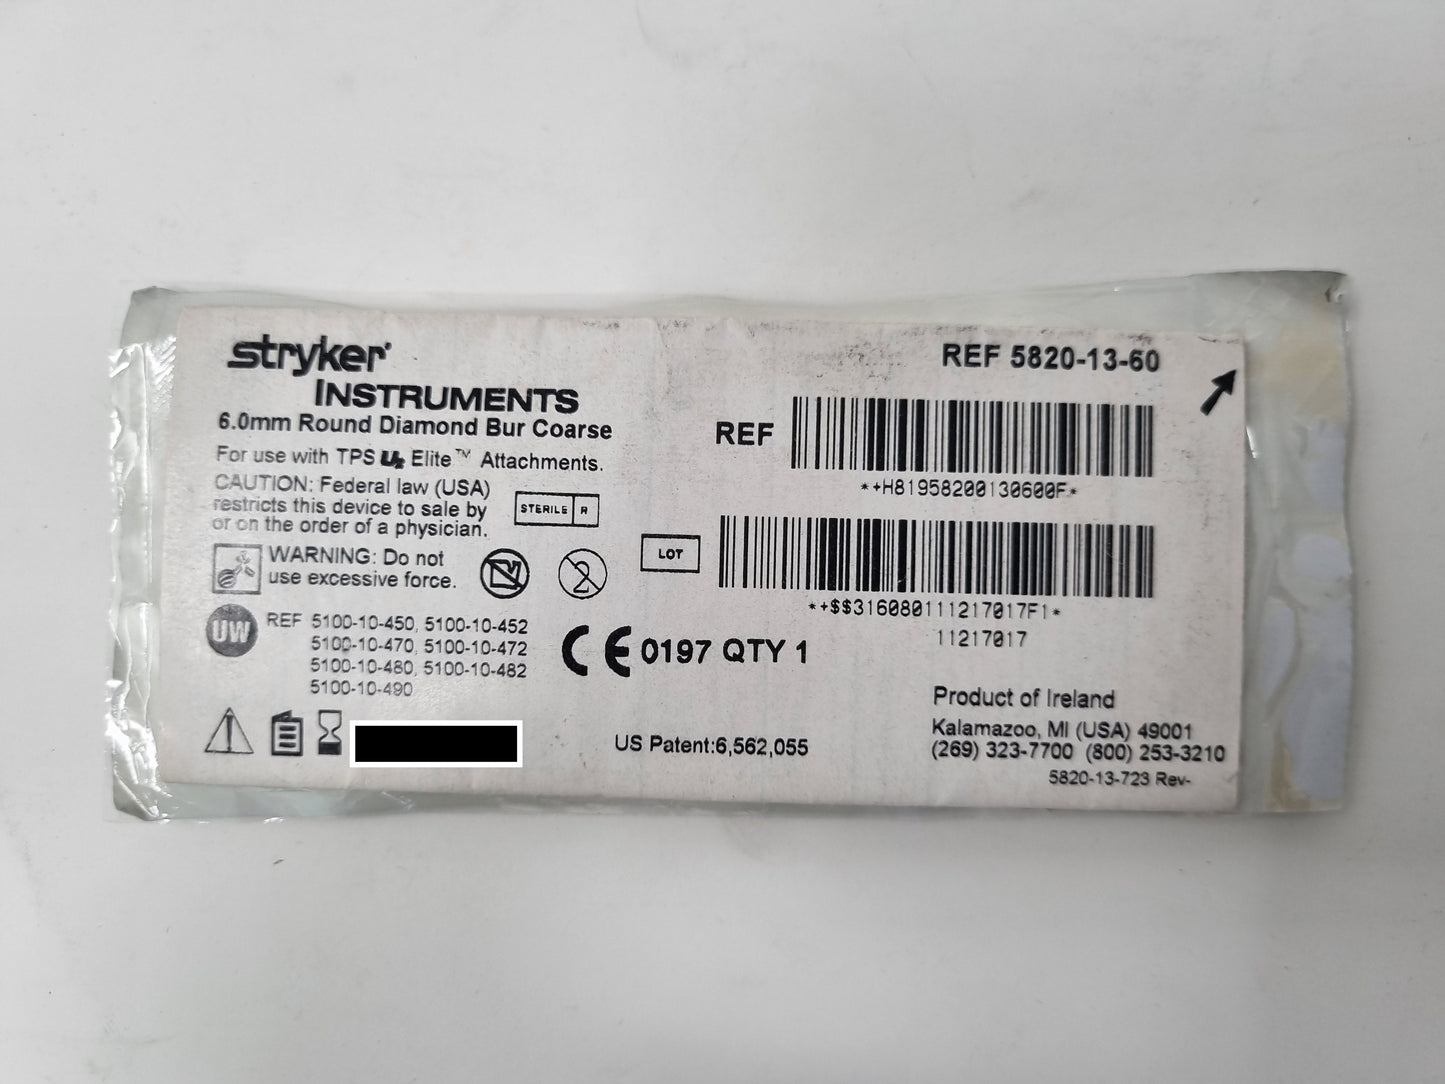 stryker
INSTRUMENTS
6.0mm Round Diamond Bur Coarse
For use with TPS U2 Elite™ Attachments.
CAUTION: Federal law (USA)
restricts this device to sale by
or on the order of a physician.
STERILE R
WARNING: Do not
use excessive force.
2
UW
REF 5100-10-450, 5100-10-452
5100-10-470, 5100-10-472
5100-10-480, 5100-10-482
5100-10-490
CE 0197 QTY 1
US Patent:6,562,055
REF 5820-13-60
REF
*+H81958200130600F*
LOT
*+$$316080111217017F1*
11217017
Product of Ireland
Kalamazoo, MI (USA) 49001
(269) 323-7700 (800) 253-3210
5820-13-723 Rev-